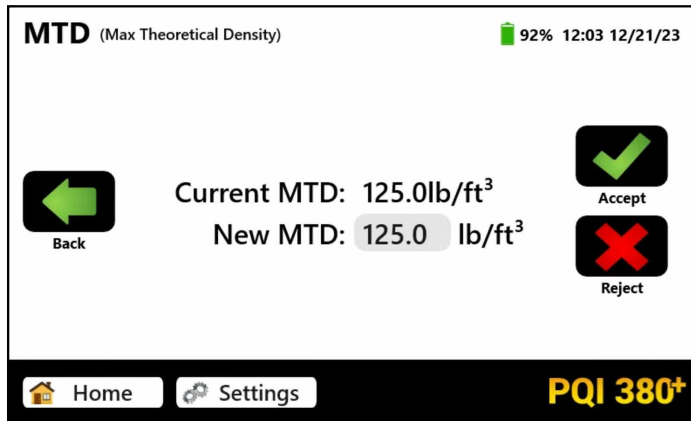 MTD (Max Theoretical Density)
92% 12:03 12/21/23
Back
Current MTD: 125.0lb/ft³
New MTD: 125.0 lb/ft³
Accept
Reject
Home
Settings
PQI 380+